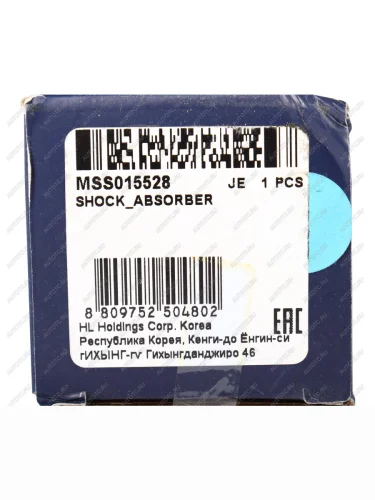 MSS015528 JE 1 PCS
SHOCK_ABSORBER
8 809752 504802
HL Holdings Corp. Korea
Республика Корея, Кенги-до Ёнгин-си
гИХЫНГ-гу Гихынгданджиро 46
EAC